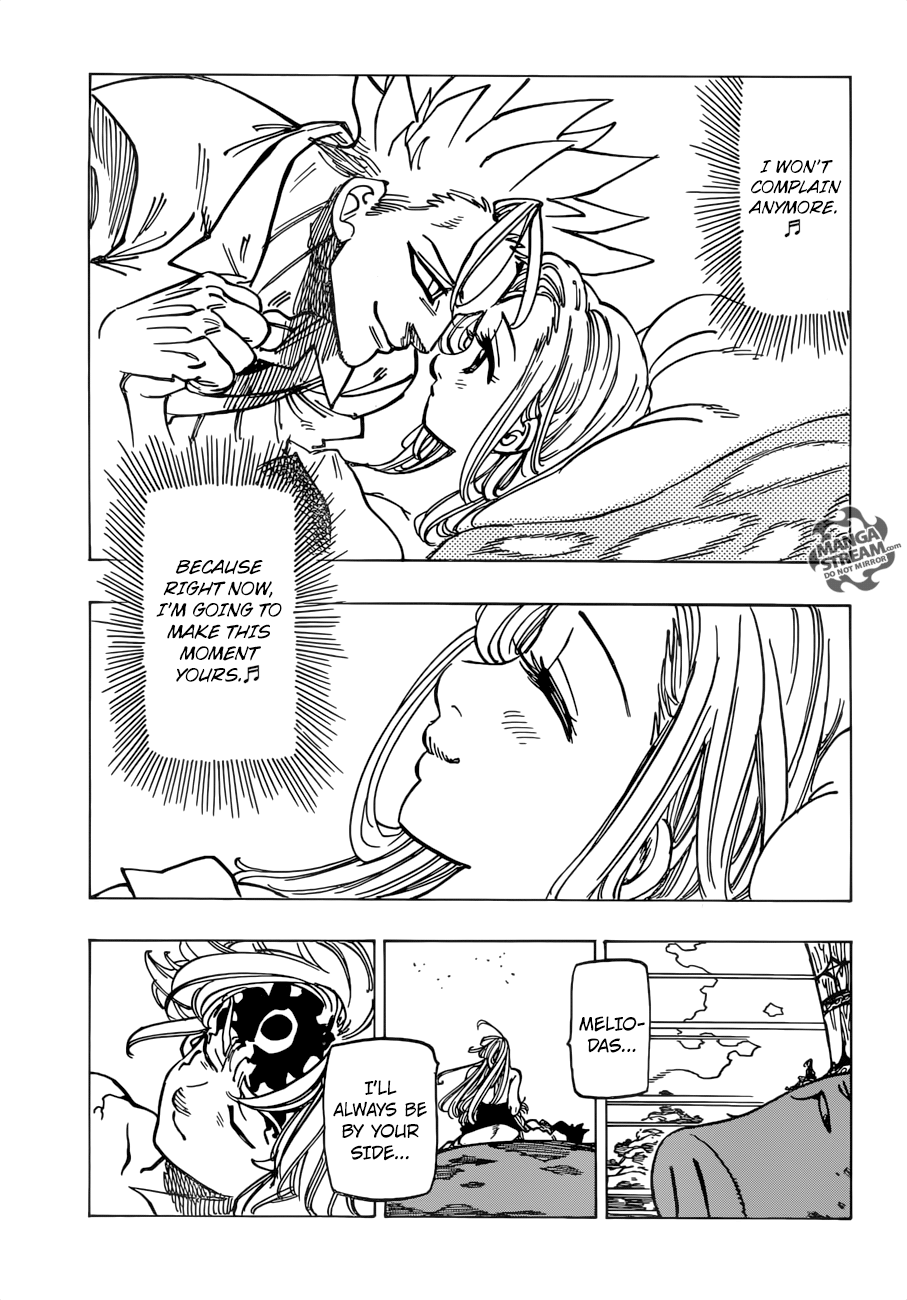 I WON'T
COMPLAIN
ANYMORE.
♫
MANGA
STREAM.com
DO NOT MIRROR
BECAUSE
RIGHT NOW,
I'M GOING TO
MAKE THIS
MOMENT
YOURS.♫
MELIO-
DAS...
I'LL
ALWAYS BE
BY YOUR
SIDE...